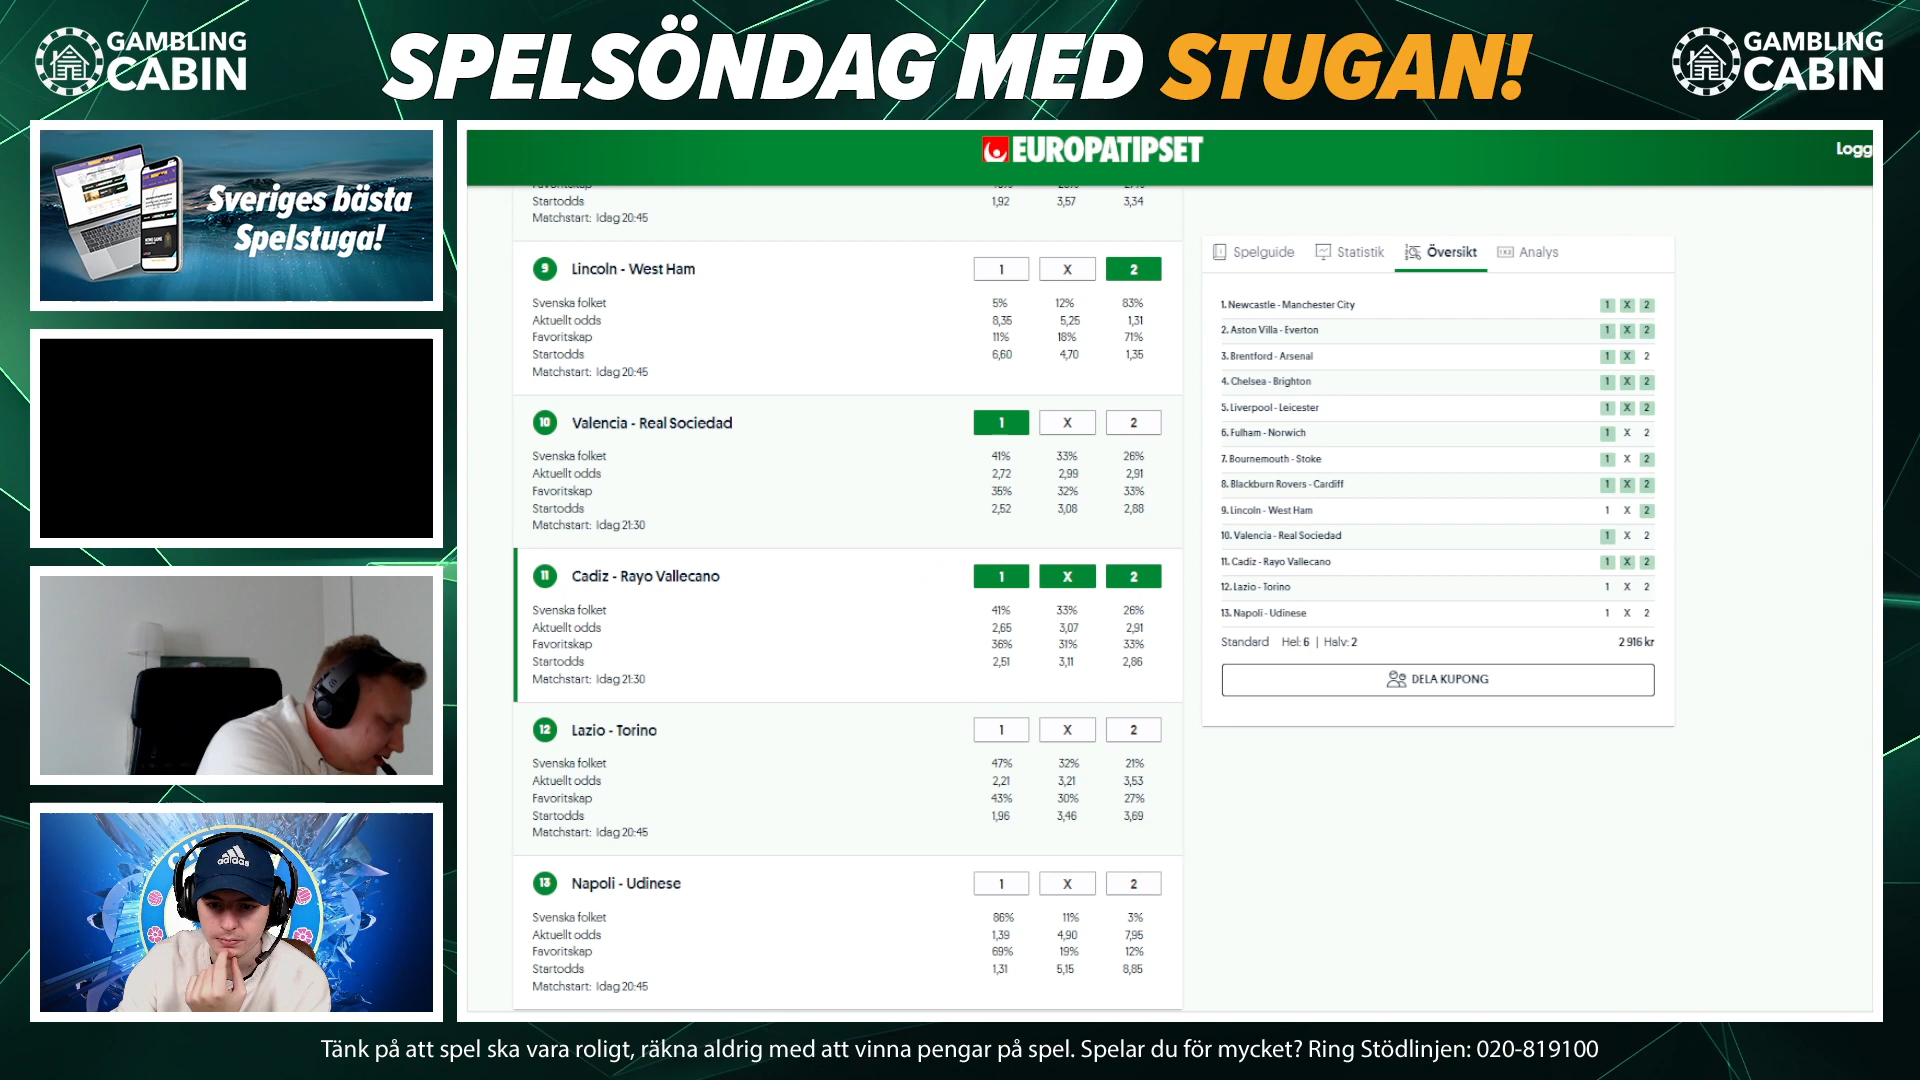 GAMBLING CABIN
SPELSÖNDAG MED STUGAN!
GAMBLING CABIN
Sveriges bästa
Spelstuga!
EUROPATIPSET
Logg
Startodds 1,92 3,57 3,34
Matchstart: Idag 20:45
9 Lincoln - West Ham 1 X 2
Svenska folket 5% 12% 83%
Aktuellt odds 8,35 5,25 1,31
Favoritskap 11% 18% 71%
Startodds 6,60 4,70 1,35
Matchstart: Idag 20:45
10 Valencia - Real Sociedad 1 X 2
Svenska folket 41% 33% 26%
Aktuellt odds 2,72 2,99 2,91
Favoritskap 35% 32% 33%
Startodds 2,52 3,08 2,88
Matchstart: Idag 21:30
11 Cadiz - Rayo Vallecano 1 X 2
Svenska folket 41% 33% 26%
Aktuellt odds 2,65 3,07 2,91
Favoritskap 36% 31% 33%
Startodds 2,51 3,11 2,86
Matchstart: Idag 21:30
12 Lazio - Torino 1 X 2
Svenska folket 47% 32% 21%
Aktuellt odds 2,21 3,21 3,53
Favoritskap 43% 30% 27%
Startodds 1,96 3,46 3,69
Matchstart: Idag 20:45
13 Napoli - Udinese 1 X 2
Svenska folket 86% 11% 3%
Aktuellt odds 1,39 4,90 7,95
Favoritskap 69% 19% 12%
Startodds 1,31 5,15 8,85
Matchstart: Idag 20:45
Spelguide Statistik Översikt Analys
1. Newcastle - Manchester City 1 X 2
2. Aston Villa - Everton 1 X 2
3. Brentford - Arsenal 1 X 2
4. Chelsea - Brighton 1 X 2
5. Liverpool - Leicester 1 X 2
6. Fulham - Norwich 1 X 2
7. Bournemouth - Stoke 1 X 2
8. Blackburn Rovers - Cardiff 1 X 2
9. Lincoln - West Ham 1 X 2
10. Valencia - Real Sociedad 1 X 2
11. Cadiz - Rayo Vallecano 1 X 2
12. Lazio - Torino 1 X 2
13. Napoli - Udinese 1 X 2
Standard Hel: 6 | Halv: 2 2 916 kr
DELA KUPONG
adidas
Tänk på att spel ska vara roligt, räkna aldrig med att vinna pengar på spel. Spelar du för mycket? Ring Stödlinjen: 020-819100